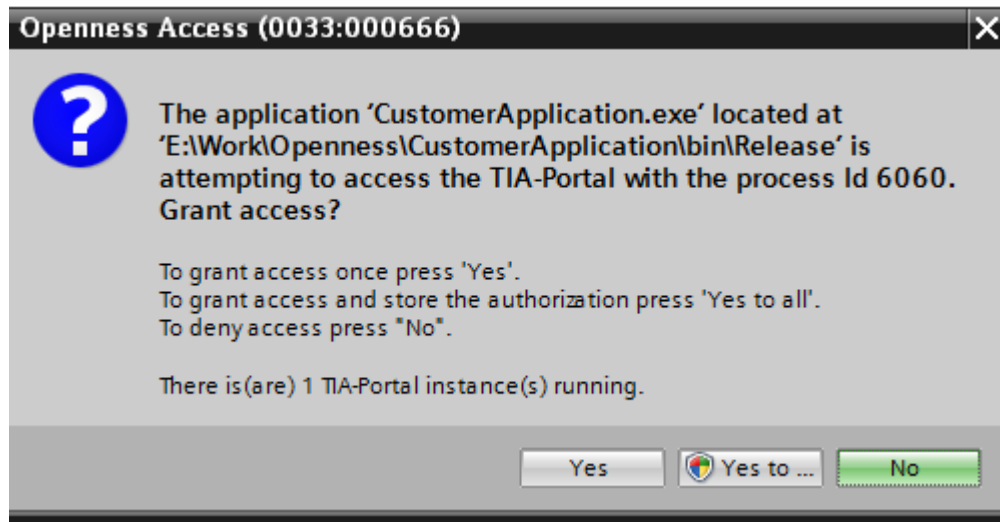 Openness Access (0033:000666)
The application ‘CustomerApplication.exe’ located at
‘E:\Work\Openness\CustomerApplication\bin\Release’ is
attempting to access the TIA-Portal with the process Id 6060.
Grant access?
To grant access once press 'Yes'.
To grant access and store the authorization press 'Yes to all'.
To deny access press "No".
There is(are) 1 TIA-Portal instance(s) running.
Yes
Yes to ...
No